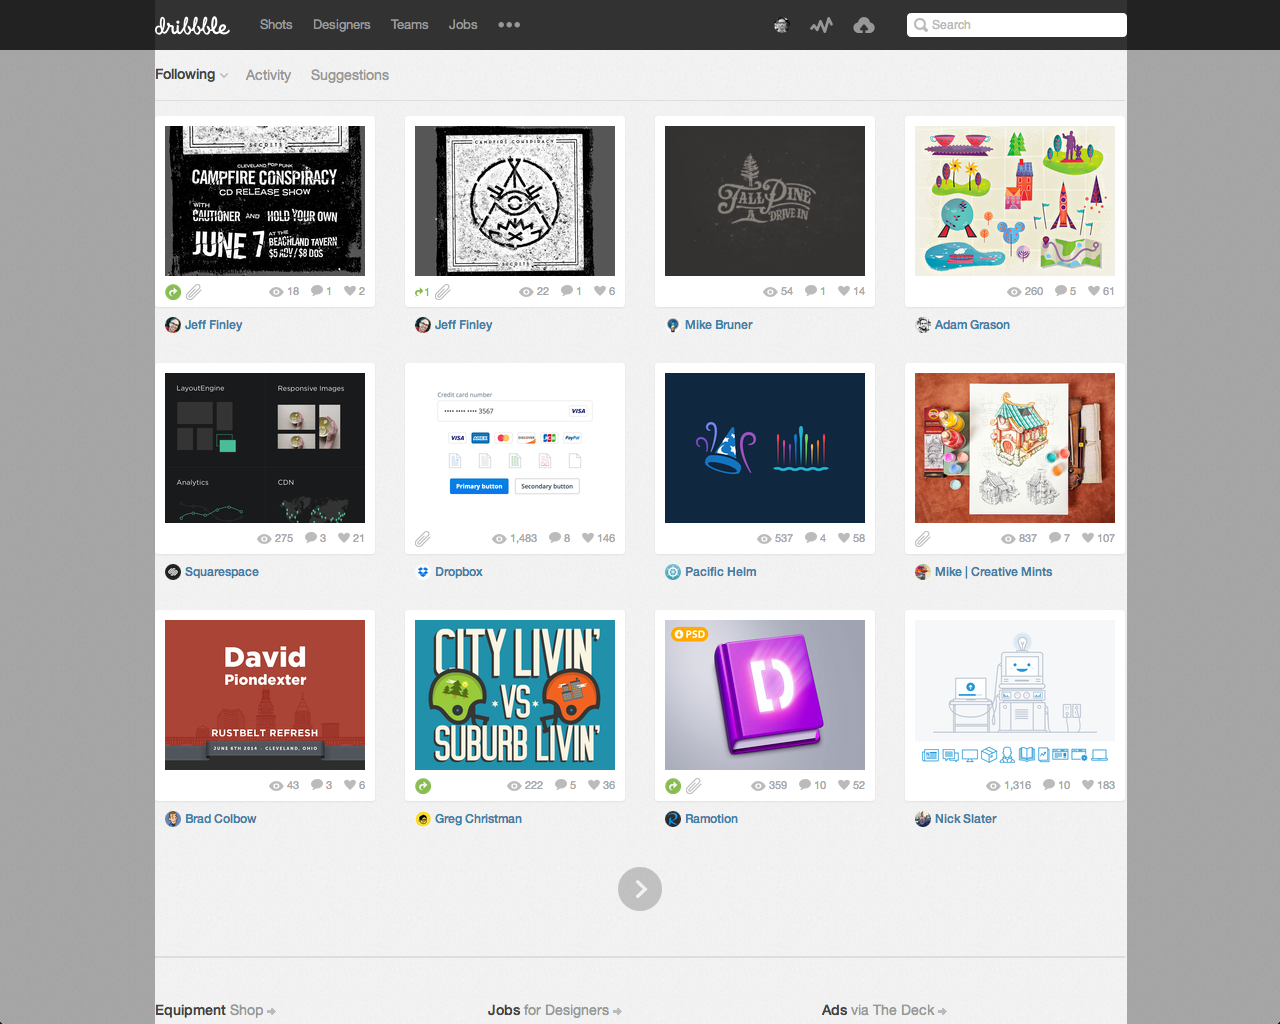 dribbble Shots Designers Teams Jobs ••• Search
Following Activity Suggestions
SECRETS
CLEVELAND POP PUNK
CAMPFIRE CONSPIRACY
CD RELEASE SHOW
WITH
CAUTIONER AND HOLD YOUR OWN
JUNE 7 AT THE
BEACHLAND TAVERN
$5 ADV / $8 DOS
CAMPFIRE CONSPIRACY
SECRETS
TALL PINE
DRIVE IN
18 1 2
1 22 1 6
54 1 14
260 5 61
Jeff Finley
Jeff Finley
Mike Bruner
Adam Grason
LayoutEngine
Responsive Images
Analytics
CDN
Credit card number
•••• •••• •••• 3567 VISA
VISA AMEX DISCOVER JCB PayPal
Primary button Secondary button
275 3 21
1,483 8 146
537 4 58
837 7 107
Squarespace
Dropbox
Pacific Helm
Mike | Creative Mints
David
Piondexter
RUSTBELT REFRESH
JUNE 6TH 2014 - CLEVELAND, OHIO
CITY LIVIN'
VS
SUBURB LIVIN'
PSD
D
43 3 6
222 5 36
359 10 52
1,316 10 183
Brad Colbow
Greg Christman
Ramotion
Nick Slater
Equipment Shop
Jobs for Designers
Ads via The Deck